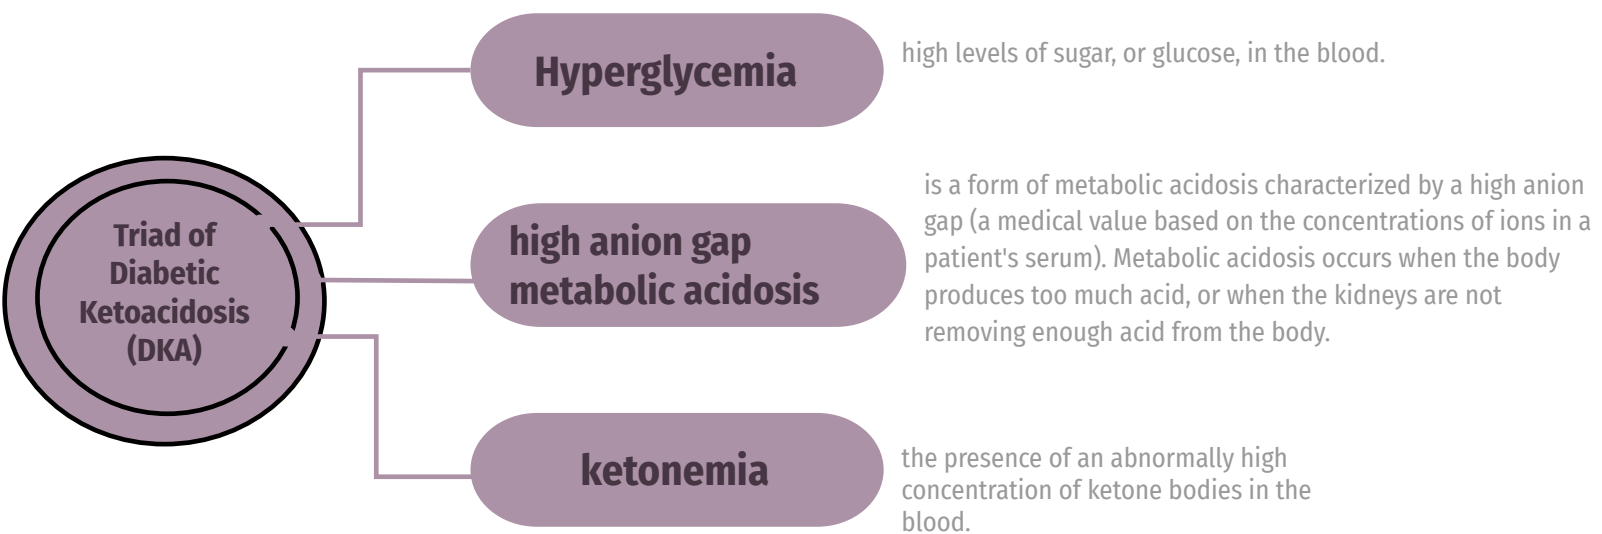 Triad of
Diabetic
Ketoacidosis
(DKA)
Hyperglycemia
high levels of sugar, or glucose, in the blood.
high anion gap
metabolic acidosis
is a form of metabolic acidosis characterized by a high anion
gap (a medical value based on the concentrations of ions in a
patient's serum). Metabolic acidosis occurs when the body
produces too much acid, or when the kidneys are not
removing enough acid from the body.
ketonemia
the presence of an abnormally high
concentration of ketone bodies in the
blood.